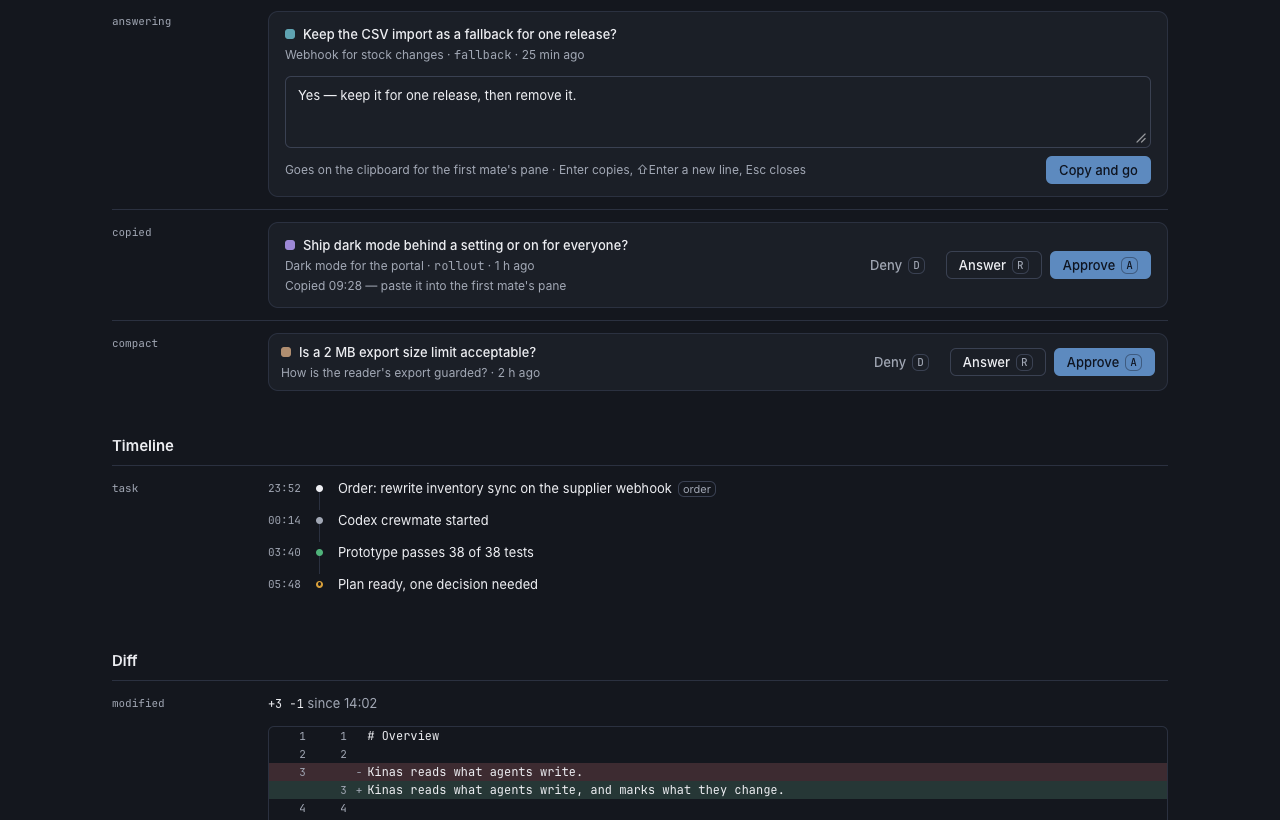 answering
Keep the CSV import as a fallback for one release?
Webhook for stock changes · fallback · 25 min ago
Yes — keep it for one release, then remove it.
Goes on the clipboard for the first mate's pane · Enter copies, ⇧Enter a new line, Esc closes
Copy and go
copied
Ship dark mode behind a setting or on for everyone?
Dark mode for the portal · rollout · 1 h ago
Copied 09:28 — paste it into the first mate's pane
Deny D Answer R Approve A
compact
Is a 2 MB export size limit acceptable?
How is the reader's export guarded? · 2 h ago
Deny D Answer R Approve A
Timeline
task
23:52 Order: rewrite inventory sync on the supplier webhook order
00:14 Codex crewmate started
03:40 Prototype passes 38 of 38 tests
05:48 Plan ready, one decision needed
Diff
modified
+3 -1 since 14:02
1 1 # Overview
2 2
3 - Kinas reads what agents write.
3 + Kinas reads what agents write, and marks what they change.
4 4